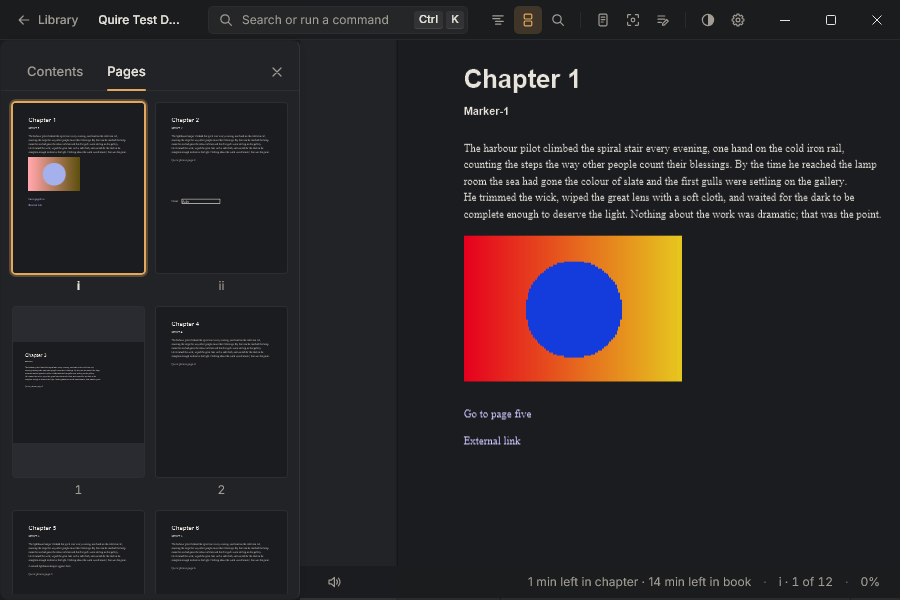 Library
Quire Test D...
Search or run a command
Ctrl K
Contents
Pages
Chapter 1
Chapter 2
i
ii
Chapter 3
Chapter 4
1
2
Chapter 5
Chapter 6
Chapter 1
Marker-1
The harbour pilot climbed the spiral stair every evening, one hand on the cold iron rail,
counting the steps the way other people count their blessings. By the time he reached the lamp
room the sea had gone the colour of slate and the first gulls were settling on the gallery.
He trimmed the wick, wiped the great lens with a soft cloth, and waited for the dark to be
complete enough to deserve the light. Nothing about the work was dramatic; that was the point.
Go to page five
External link
1 min left in chapter · 14 min left in book · i · 1 of 12 · 0%